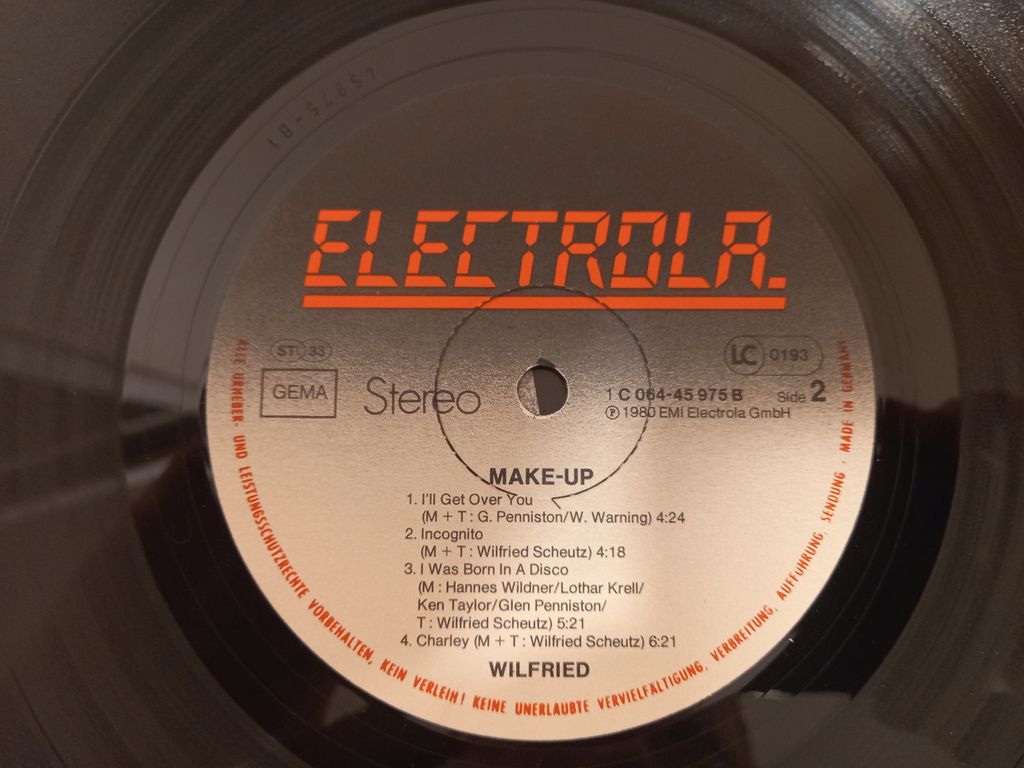 45875-B1
ELECTROLA.
ST 33
GEMA
Stereo
LC 0193
1 C 064-45 975 B
Side 2
Ⓟ 1980 EMI Electrola GmbH
MAKE-UP
1. I'll Get Over You
(M + T : G. Penniston/W. Warning) 4:24
2. Incognito
(M + T : Wilfried Scheutz) 4:18
3. I Was Born In A Disco
(M : Hannes Wildner/Lothar Krell/
Ken Taylor/Glen Penniston/
T : Wilfried Scheutz) 5:21
4. Charley (M + T : Wilfried Scheutz) 6:21
WILFRIED
ALLE URHEBER- UND LEISTUNGSSCHUTZRECHTE VORBEHALTEN, KEIN VERLEIH! KEINE UNERLAUBTE VERVIELFÄLTIGUNG, VERBREITUNG, AUFFÜHRUNG, SENDUNG · MADE IN GERMANY